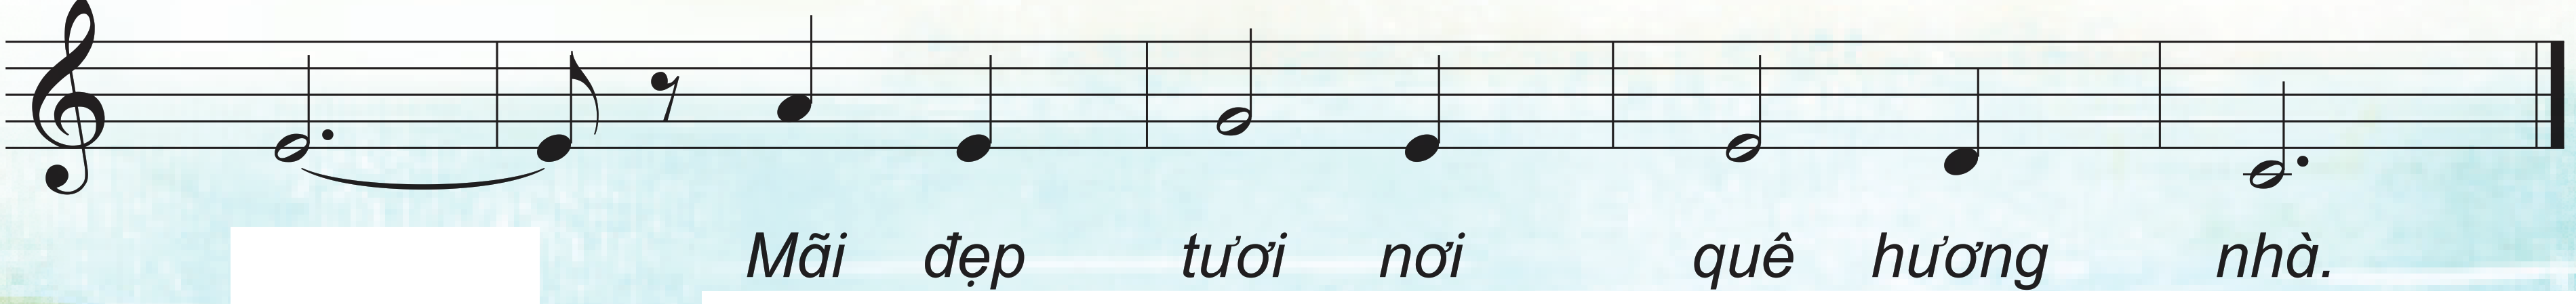 Mãi đẹp tươi nơi quê hương nhà.